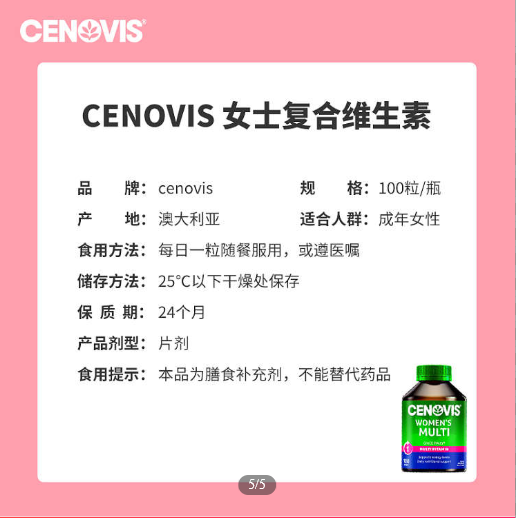 CENOVIS®
CENOVIS 女士复合维生素
品 牌： cenovis 规 格： 100粒/瓶
产 地： 澳大利亚 适合人群： 成年女性
食用方法： 每日一粒随餐服用，或遵医嘱
储存方法： 25℃以下干燥处保存
保 质 期： 24个月
产品剂型： 片剂
食用提示： 本品为膳食补充剂，不能替代药品
CENOVIS
WOMEN'S
MULTI
5/5